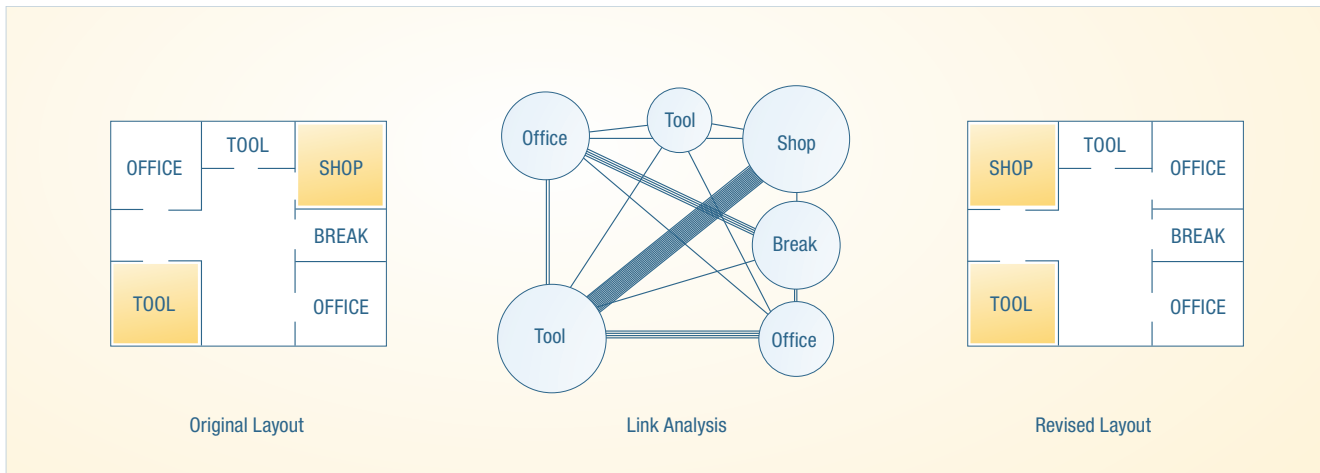 OFFICE
TOOL
SHOP
BREAK
TOOL
OFFICE
Original Layout
Office
Tool
Shop
Break
Tool
Office
Link Analysis
SHOP
TOOL
OFFICE
BREAK
TOOL
OFFICE
Revised Layout